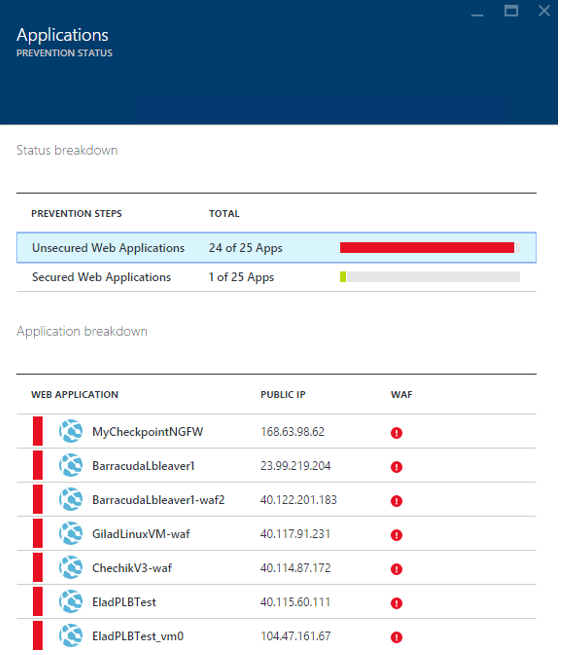 Applications
PREVENTION STATUS
Status breakdown
PREVENTION STEPS TOTAL
Unsecured Web Applications 24 of 25 Apps
Secured Web Applications 1 of 25 Apps
Application breakdown
WEB APPLICATION PUBLIC IP WAF
MyCheckpointNGFW 168.63.98.62
BarracudaLbleaver1 23.99.219.204
BarracudaLbleaver1-waf2 40.122.201.183
GiladLinuxVM-waf 40.117.91.231
ChechikV3-waf 40.114.87.172
EladPLBTest 40.115.60.111
EladPLBTest_vm0 104.47.161.67